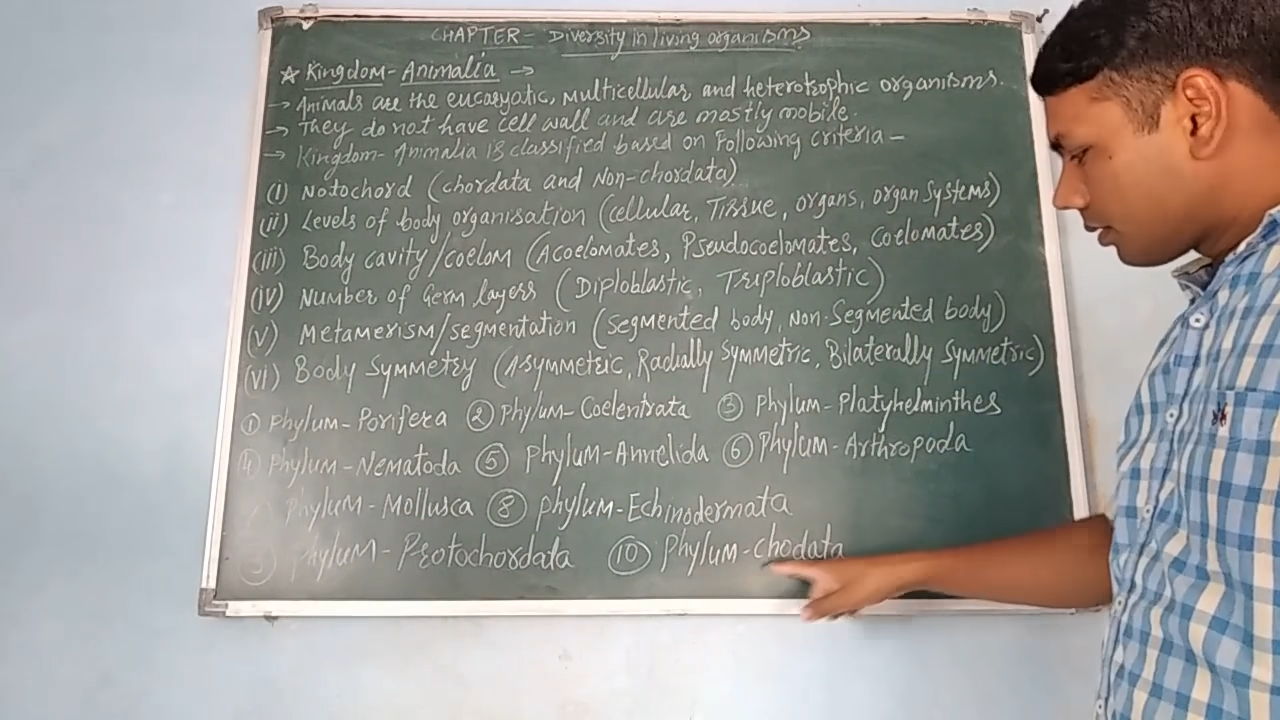 CHAPTER - Diversity in living organisms
☆ Kingdom - Animalia →
→ Animals are the eucaryatic, multicellular and heterotrophic organisms.
→ They do not have cell wall and are mostly mobile.
→ Kingdom - Animalia is classified based on Following criteria -
(i) Notochord (chordata and Non-chordata)
(ii) Levels of body organisation (cellular, Tissue, organs, organ systems)
(iii) Body cavity/coelom (Acoelomates, Pseudocoelomates, Coelomates)
(iv) Number of Germ layers (Diploblastic, Triploblastic)
(v) Metamerism/segmentation (segmented body, Non-Segmented body)
(vi) Body Symmetry (Asymmetric, Radially Symmetric, Bilaterally Symmetric)
① Phylum - Porifera ② Phylum - Coelentrata ③ Phylum - Platyhelminthes
4 Phylum - Nematoda ⑤ Phylum - Annelida ⑥ Phylum - Arthropoda
Phylum - Mollusca ⑧ Phylum - Echinodermata
Phylum - Protochordata ⑩ Phylum - chodata